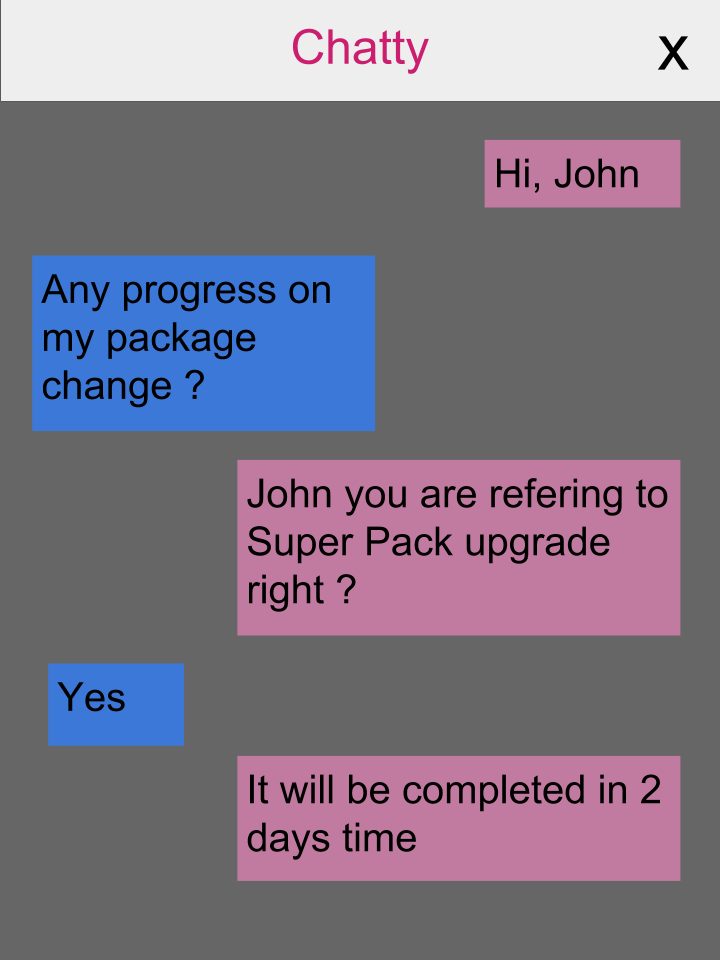 Chatty
X
Hi, John
Any progress on
my package
change ?
John you are refering to
Super Pack upgrade
right ?
Yes
It will be completed in 2
days time